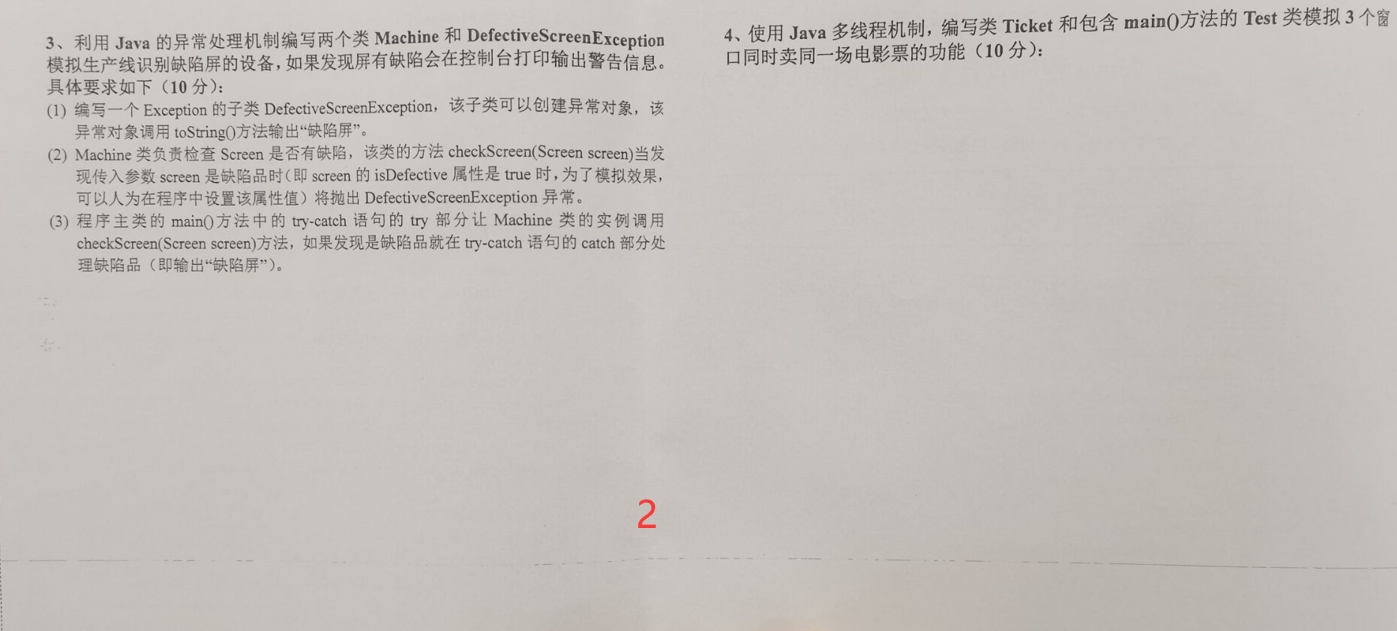 3、利用 Java 的异常处理机制编写两个类 Machine 和 DefectiveScreenException
模拟生产线识别缺陷屏的设备，如果发现屏有缺陷会在控制台打印输出警告信息。
具体要求如下（10 分）：
(1) 编写一个 Exception 的子类 DefectiveScreenException，该子类可以创建异常对象，该
异常对象调用 toString()方法输出“缺陷屏”。
(2) Machine 类负责检查 Screen 是否有缺陷，该类的方法 checkScreen(Screen screen)当发
现传入参数 screen 是缺陷品时（即 screen 的 isDefective 属性是 true 时，为了模拟效果，
可以人为在程序中设置该属性值）将抛出 DefectiveScreenException 异常。
(3) 程序主类的 main()方法中的 try-catch 语句的 try 部分让 Machine 类的实例调用
checkScreen(Screen screen)方法，如果发现是缺陷品就在 try-catch 语句的 catch 部分处
理缺陷品（即输出“缺陷屏”）。
4、使用 Java 多线程机制，编写类 Ticket 和包含 main()方法的 Test 类模拟 3 个窗
口同时卖同一场电影票的功能（10 分）：
2